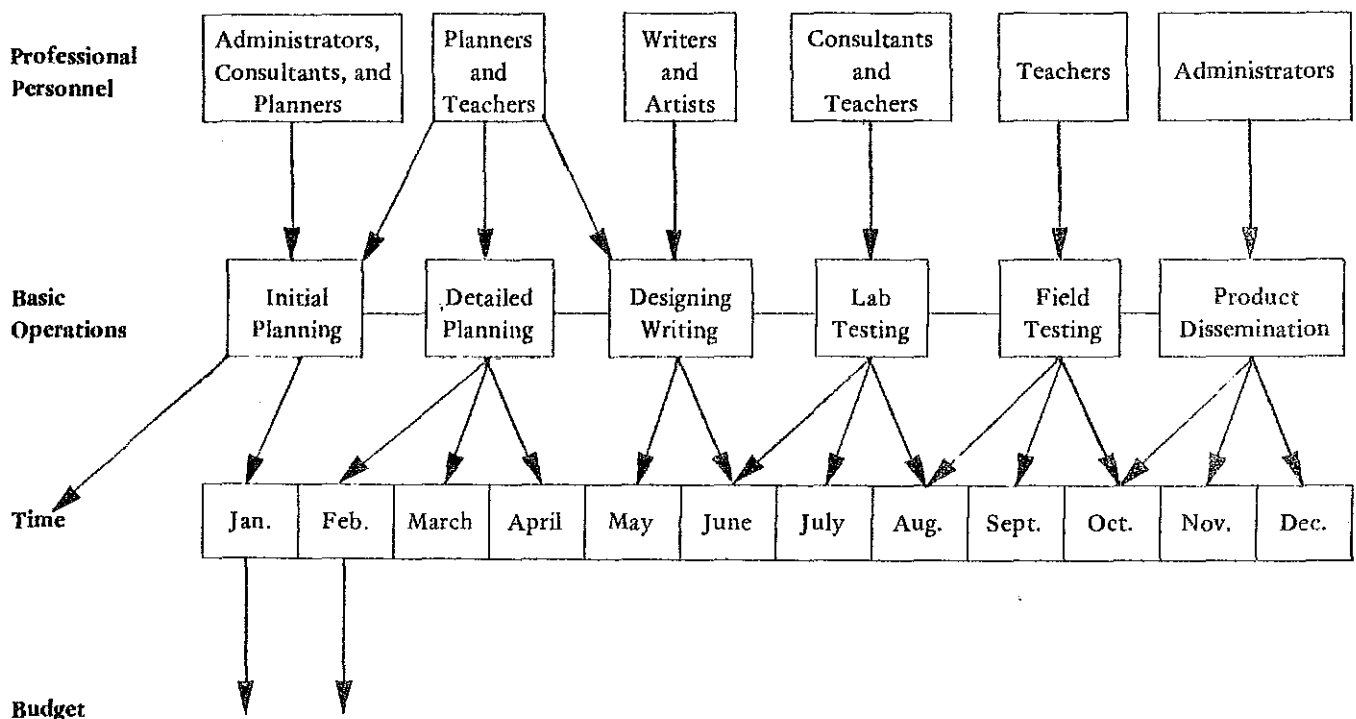 Professional
Personnel
Administrators,
Consultants, and
Planners
Planners
and
Teachers
Writers
and
Artists
Consultants
and
Teachers
Teachers
Administrators
Basic
Operations
Initial
Planning
Detailed
Planning
Designing
Writing
Lab
Testing
Field
Testing
Product
Dissemination
Time
Jan.
Feb.
March
April
May
June
July
Aug.
Sept.
Oct.
Nov.
Dec.
Budget